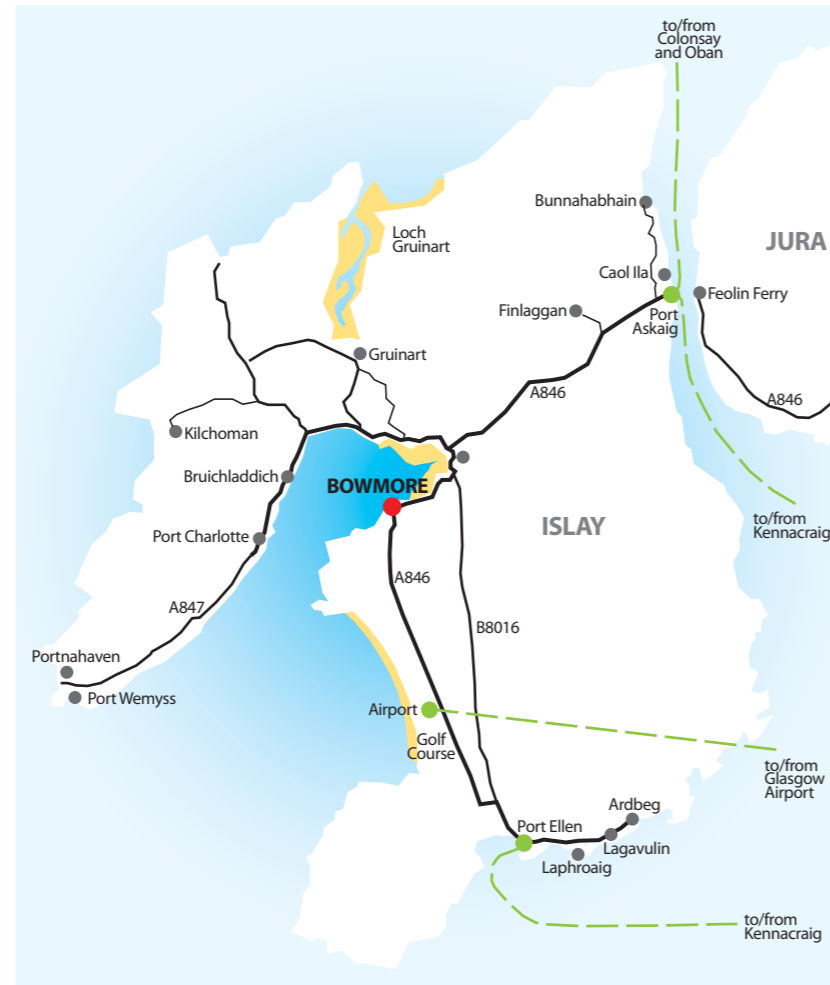 to/from
Colonsay
and Oban
Bunnahabhain
Loch
Gruinart
JURA
Caol Ila
Feolin Ferry
Finlaggan
Port
Askaig
Gruinart
A846
A846
Kilchoman
Bruichladdich
BOWMORE
to/from
Kennacraig
ISLAY
Port Charlotte
A846
A847
B8016
Portnahaven
Port Wemyss
Airport
Golf
Course
to/from
Glasgow
Airport
Ardbeg
Port Ellen
Lagavulin
Laphroaig
to/from
Kennacraig